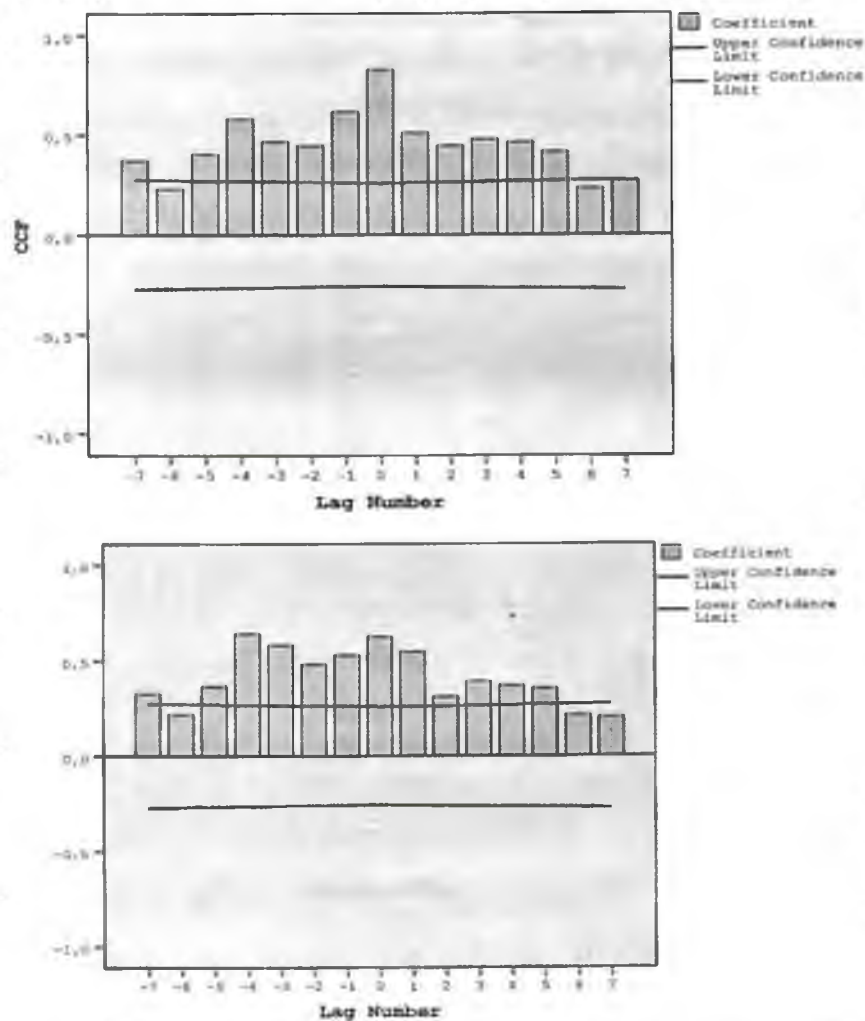 Coefficient
Upper Confidence
Limit
Lower Confidence
Limit
1,0
0,5
0,0
-0,5
-1,0
CCF
-7 -6 -5 -4 -3 -2 -1 0 1 2 3 4 5 6 7
Lag Number
Coefficient
Upper Confidence
Limit
Lower Confidence
Limit
1,0
0,5
0,0
-0,5
-1,0
-7 -6 -5 -4 -3 -2 -1 0 1 2 3 4 5 6 7
Lag Number